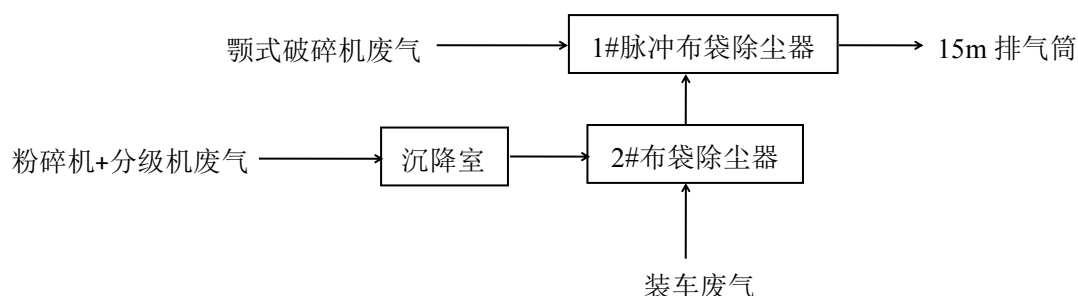 颚式破碎机废气
1#脉冲布袋除尘器
15m 排气筒
粉碎机+分级机废气
沉降室
2#布袋除尘器
装车废气